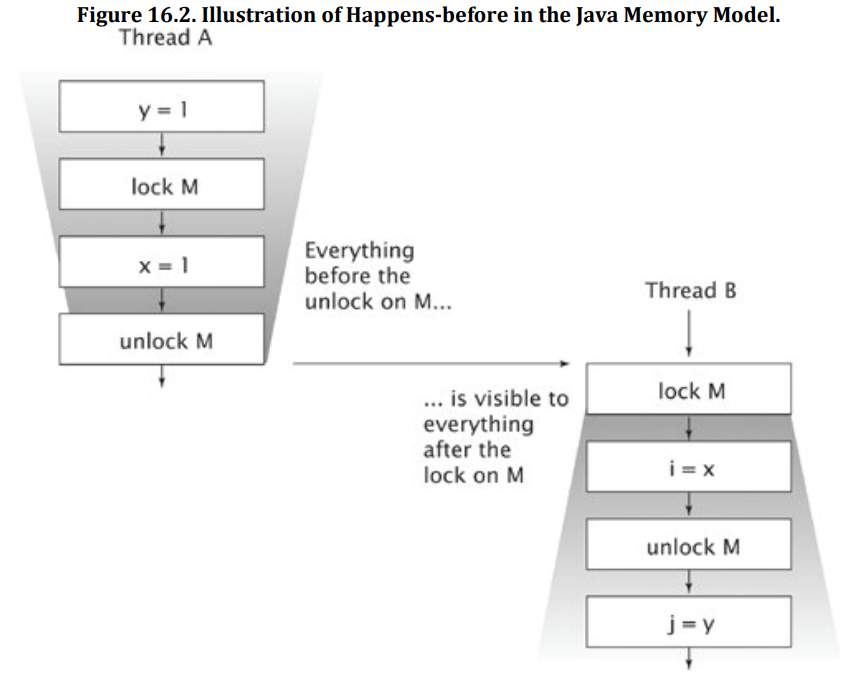 Figure 16.2. Illustration of Happens-before in the Java Memory Model.
Thread A
y = 1
lock M
x = 1
unlock M
Everything
before the
unlock on M...
Thread B
... is visible to
everything
after the
lock on M
lock M
i = x
unlock M
j = y